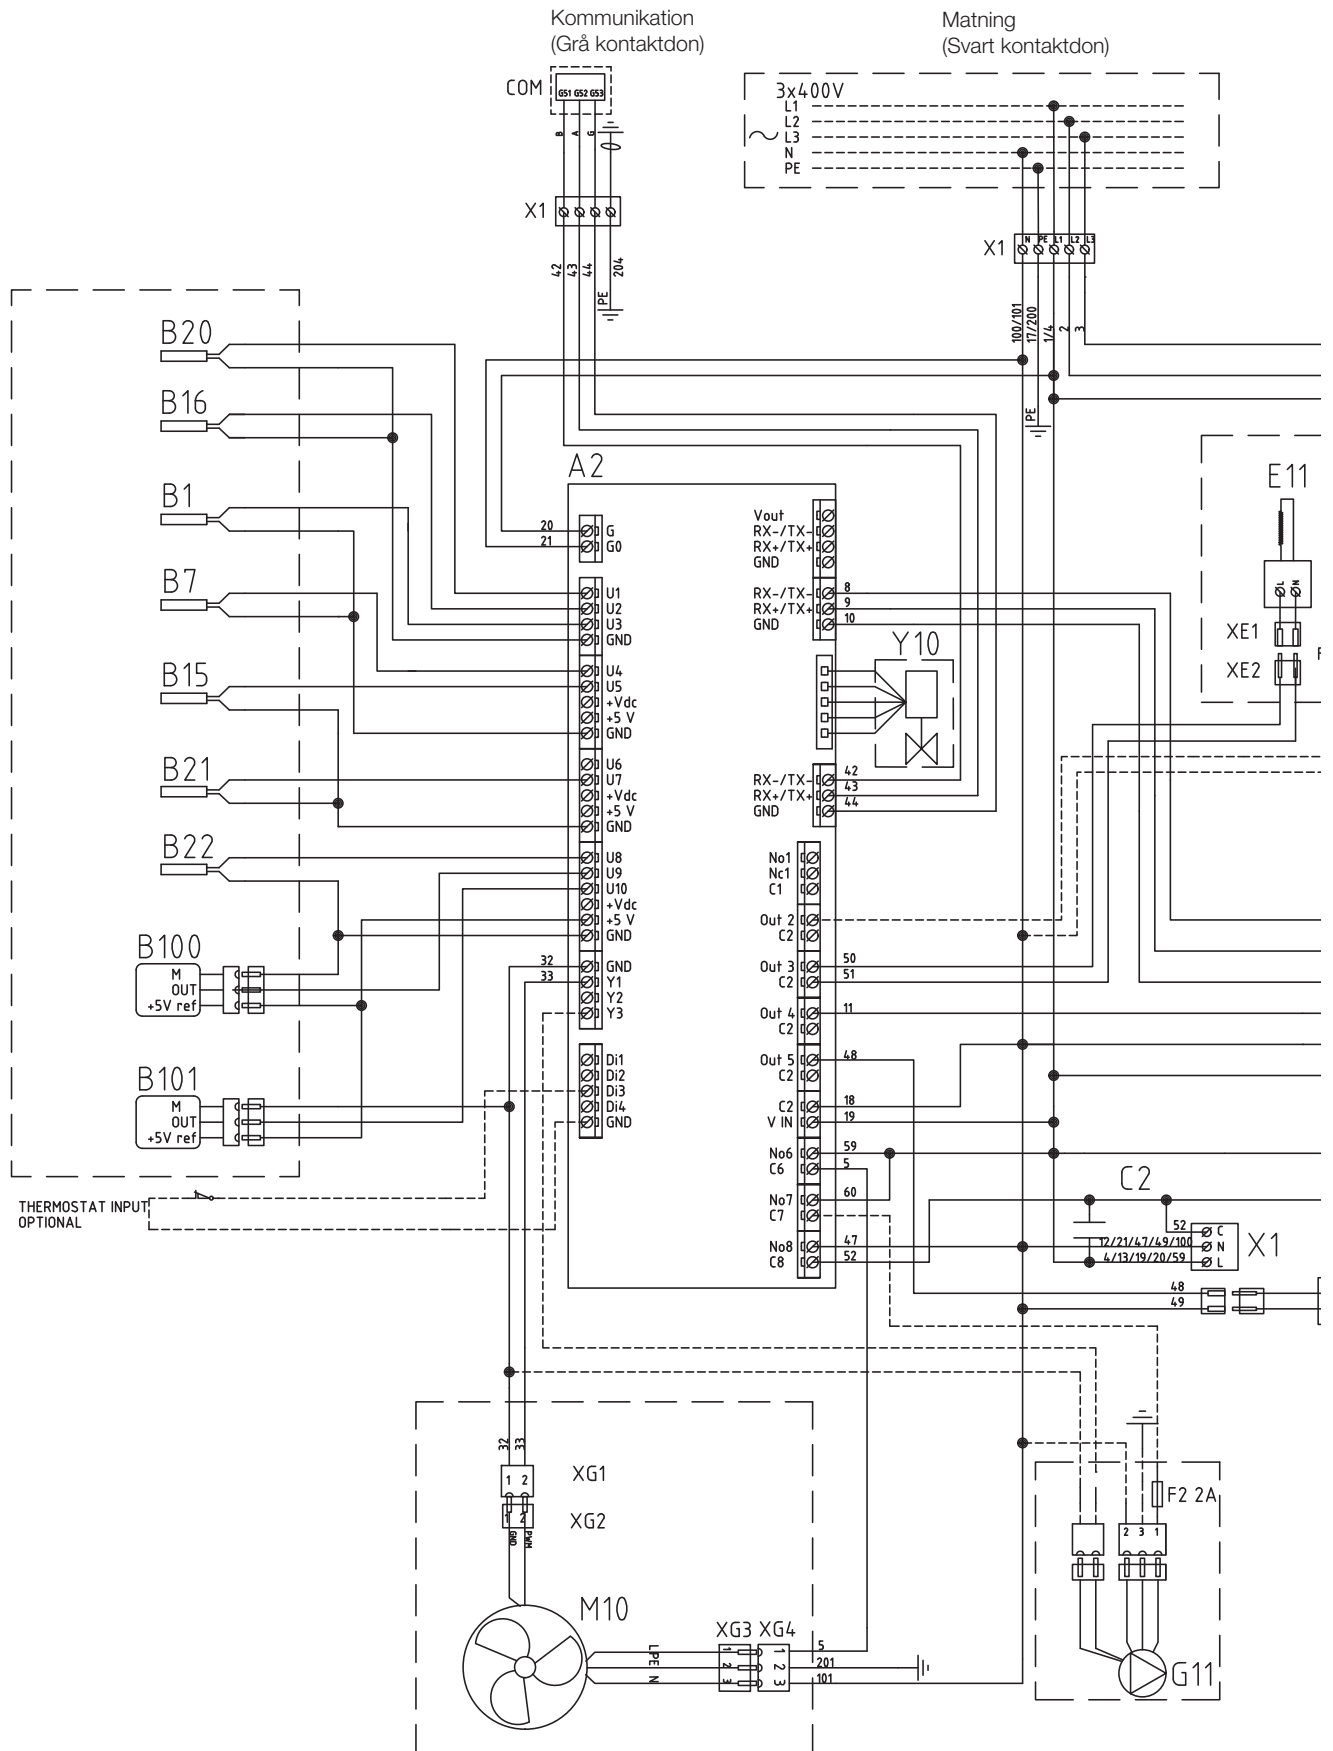 Kommunikation
(Grå kontaktdon)
Matning
(Svart kontaktdon)
COM
GS1 GS2 GS3
3x400V
L1
L2
L3
N
PE
B A G
X1
X1
N PE L1 L2 L3
42 43 44 204
PE
100/101 17/200 1/4 2 3
PE
B20
B16
B1
B7
B15
B21
B22
B100
M
OUT
+5V ref
B101
M
OUT
+5V ref
THERMOSTAT INPUT
OPTIONAL
A2
20 G
21 G0
U1
U2
U3
GND
U4
U5
+Vdc
+5 V
GND
U6
U7
+Vdc
+5 V
GND
U8
U9
U10
+Vdc
+5 V
GND
32 GND
33 Y1
Y2
Y3
Di1
Di2
Di3
Di4
GND
Vout
RX-/TX-
RX+/TX+
GND
RX-/TX- 8
RX+/TX+ 9
GND 10
Y10
RX-/TX- 42
RX+/TX+ 43
GND 44
No1
Nc1
C1
Out 2
C2
Out 3 50
C2 51
Out 4 11
C2
Out 5 48
C2
C2 18
V IN 19
No6 59
C6 5
No7 60
C7
No8 47
C8 52
E11
L N
XE1
XE2
F
C2
52 C
12/21/47/49/100 N
4/13/19/20/59 L
X1
48
49
32 33
1 2
XG1
1 2
XG2
GND PWM
M10
L PE N
XG3 XG4
1 1 5
2 2 201
3 3 101
F2 2A
2 3 1
G11